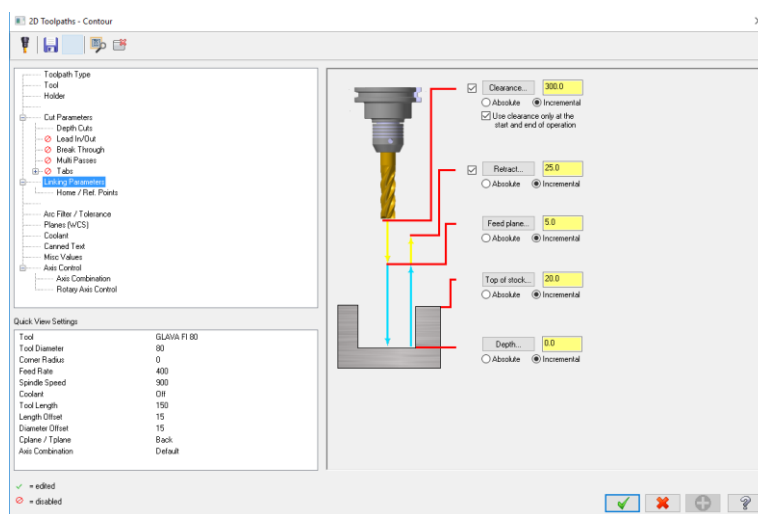 2D Toolpaths - Contour
Toolpath Type
Tool
Holder
Cut Parameters
Depth Cuts
Lead In/Out
Break Through
Multi Passes
Tabs
Linking Parameters
Home / Ref. Points
Arc Filter / Tolerance
Planes (WCS)
Coolant
Canned Text
Misc Values
Axis Control
Axis Combination
Rotary Axis Control
Quick View Settings
Tool GLAVA FI 80
Tool Diameter 80
Corner Radius 0
Feed Rate 400
Spindle Speed 900
Coolant Off
Tool Length 150
Length Offset 15
Diameter Offset 15
Cplane / Tplane Back
Axis Combination Default
= edited
= disabled
Clearance... 300.0
Absolute Incremental
Use clearance only at the
start and end of operation
Retract... 25.0
Absolute Incremental
Feed plane... 5.0
Absolute Incremental
Top of stock... 20.0
Absolute Incremental
Depth... 0.0
Absolute Incremental